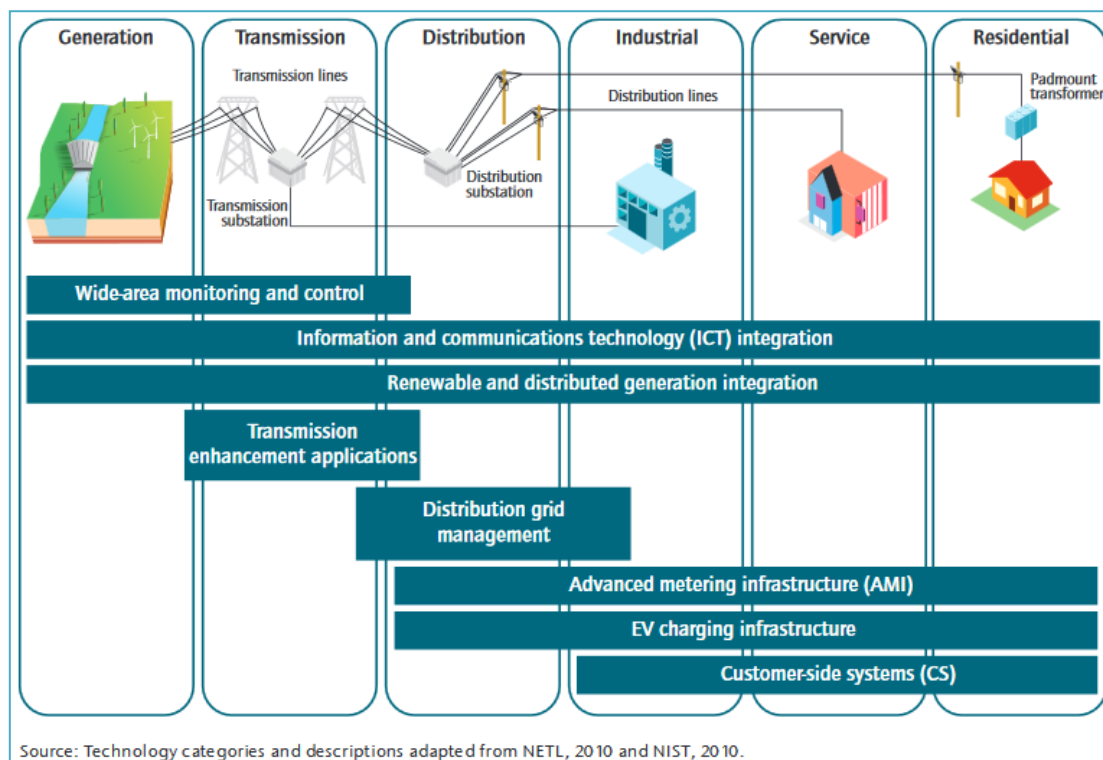 Generation
Transmission
Distribution
Industrial
Service
Residential
Transmission lines
Padmount
transformer
Distribution lines
Distribution
substation
Transmission
substation
Wide-area monitoring and control
Information and communications technology (ICT) integration
Renewable and distributed generation integration
Transmission
enhancement applications
Distribution grid
management
Advanced metering infrastructure (AMI)
EV charging infrastructure
Customer-side systems (CS)
Source: Technology categories and descriptions adapted from NETL, 2010 and NIST, 2010.